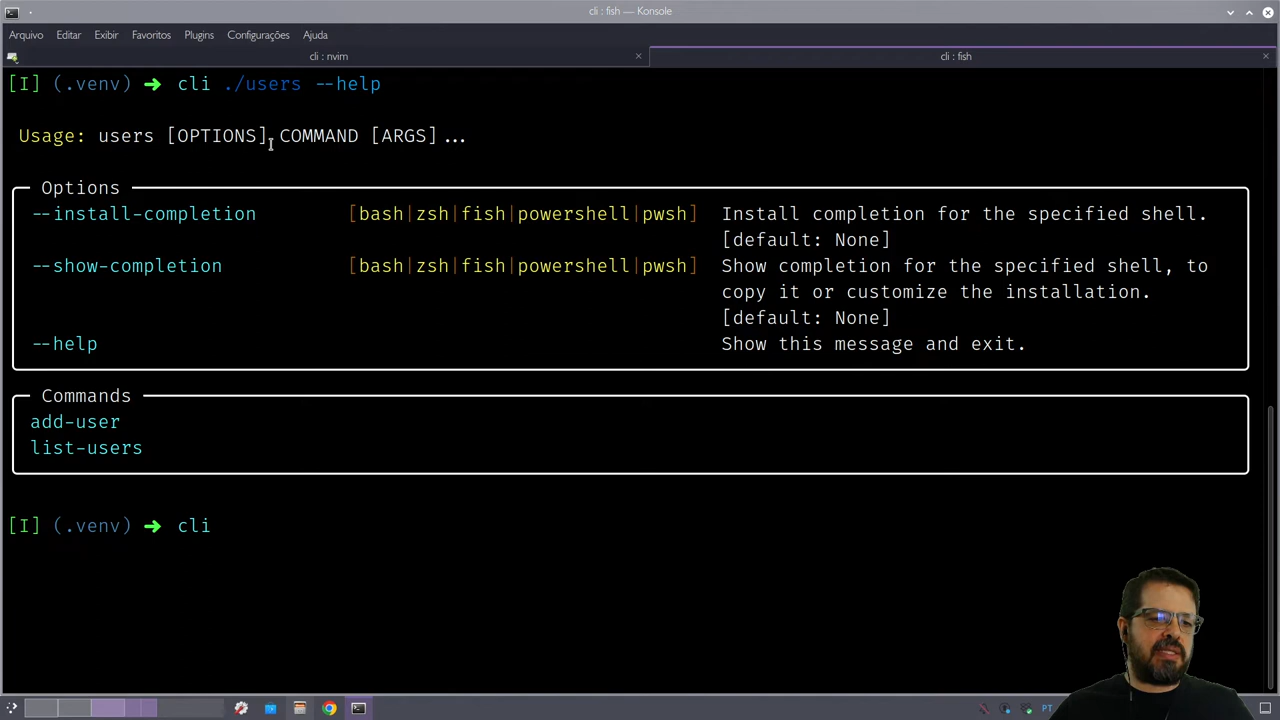 cli : fish — Konsole
Arquivo Editar Exibir Favoritos Plugins Configurações Ajuda
cli : nvim cli : fish
[I] (.venv) ➜ cli ./users --help
Usage: users [OPTIONS] COMMAND [ARGS]...
Options
--install-completion [bash|zsh|fish|powershell|pwsh] Install completion for the specified shell.
[default: None]
--show-completion [bash|zsh|fish|powershell|pwsh] Show completion for the specified shell, to
copy it or customize the installation.
[default: None]
--help Show this message and exit.
Commands
add-user
list-users
[I] (.venv) ➜ cli
PT